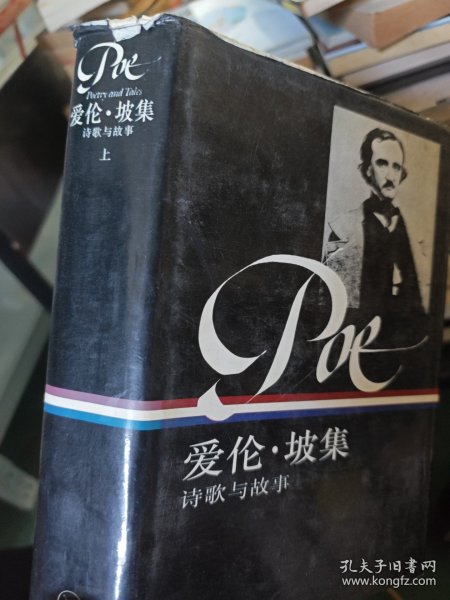 Poe
Poetry and Tales
爱伦·坡集
诗歌与故事
上
Poe
爱伦·坡集
诗歌与故事
孔夫子旧书网
www.kongfz.com